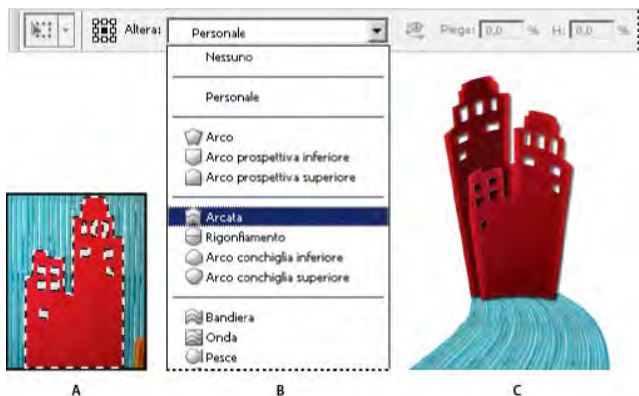 Altera: Personale Piega: 0,0 % H: 0,0 %
Nessuno
Personale
Arco
Arco prospettiva inferiore
Arco prospettiva superiore
Arcata
Rigonfiamento
Arco conchiglia inferiore
Arco conchiglia superiore
Bandiera
Onda
Pesce
A B C